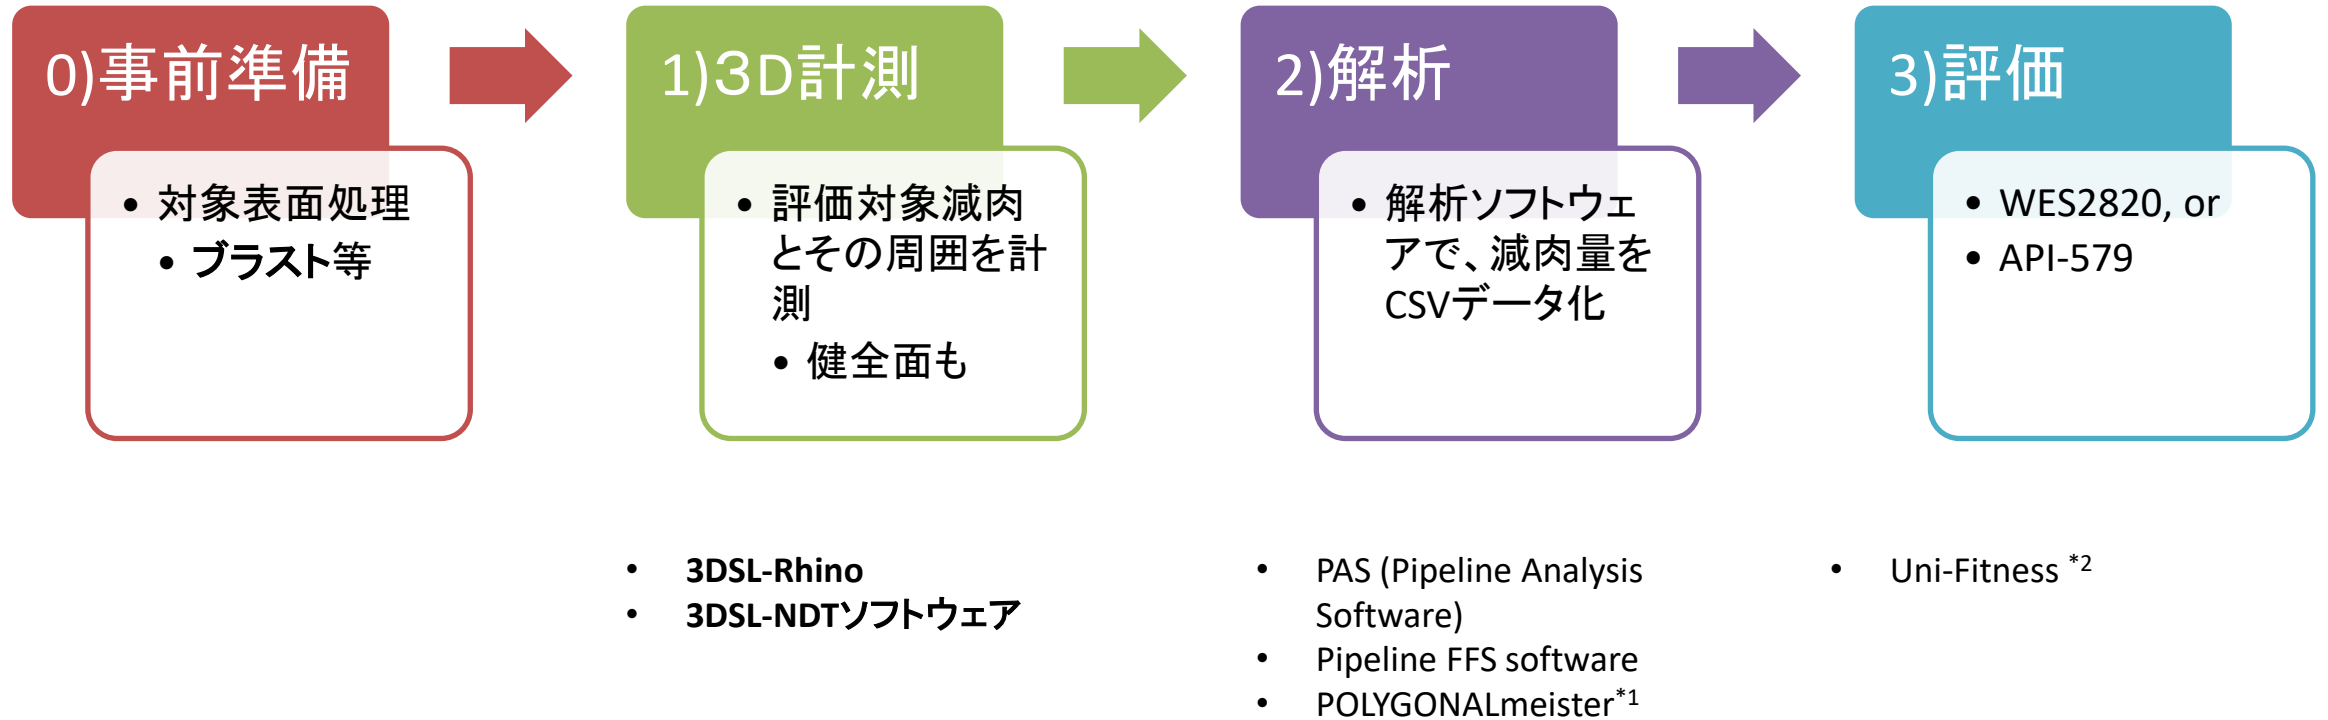 0)事前準備
• 対象表面処理
• ブラスト等
1)３D計測
• 評価対象減肉
とその周囲を計
測
• 健全面も
2)解析
• 解析ソフトウェ
アで、減肉量を
CSVデータ化
3)評価
• WES2820, or
• API-579
• 3DSL-Rhino
• 3DSL-NDTソフトウェア
• PAS (Pipeline Analysis
Software)
• Pipeline FFS software
• POLYGONALmeister*1
• Uni-Fitness *2